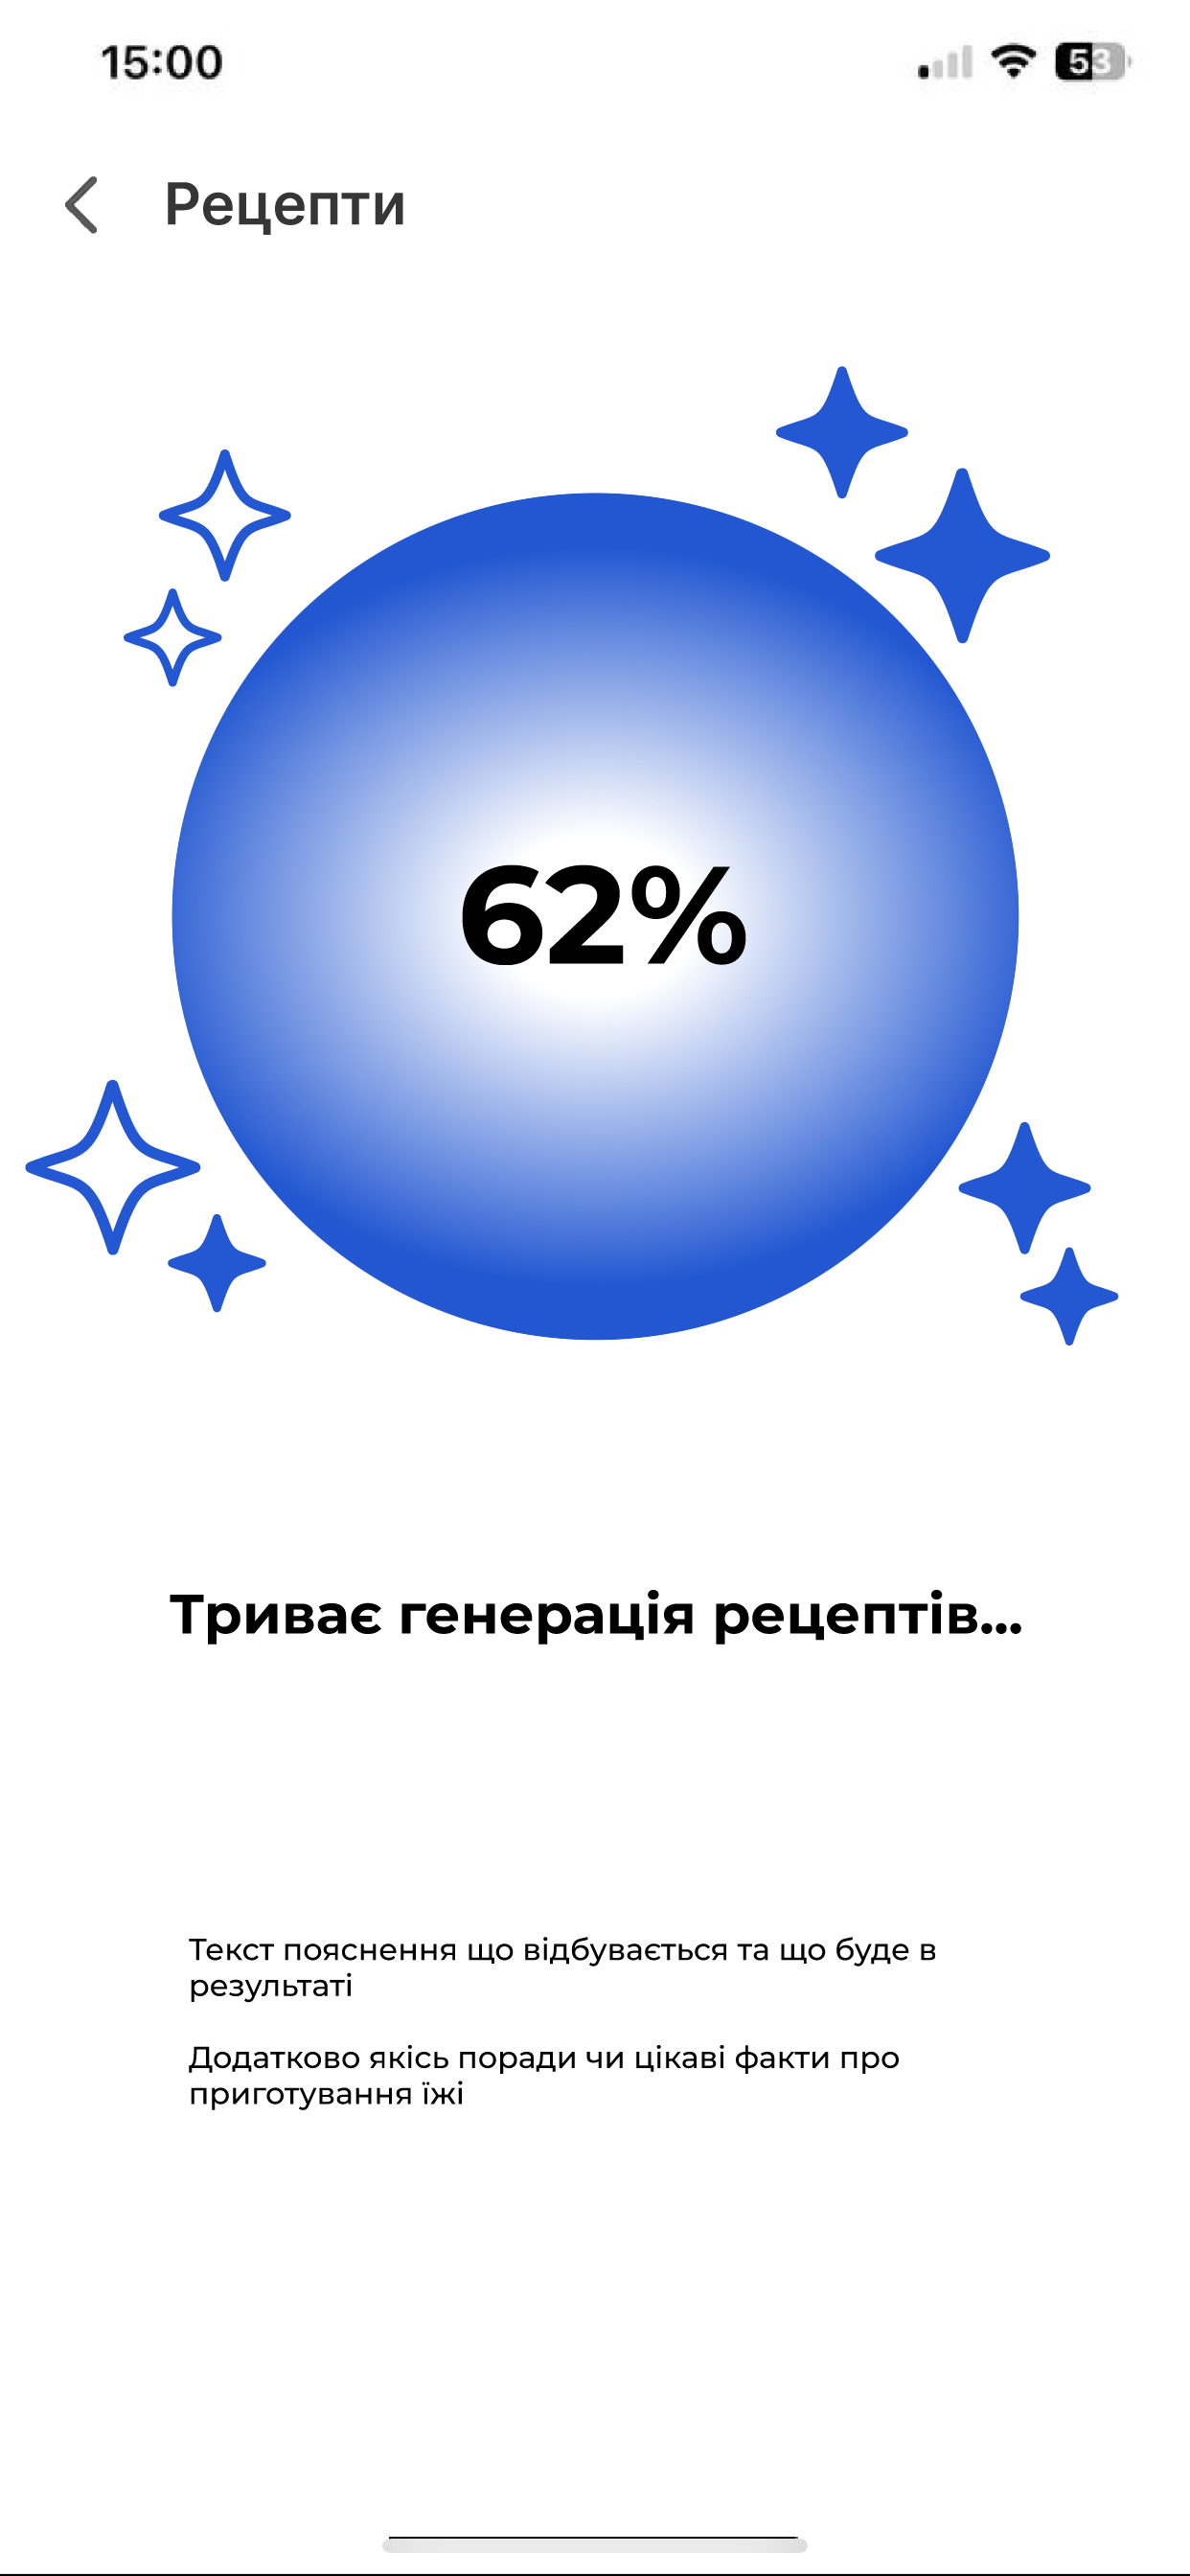 15:00
53
Рецепти
62%
Триває генерація рецептів...
Текст пояснення що відбувається та що буде в
результаті
Додатково якісь поради чи цікаві факти про
приготування їжі